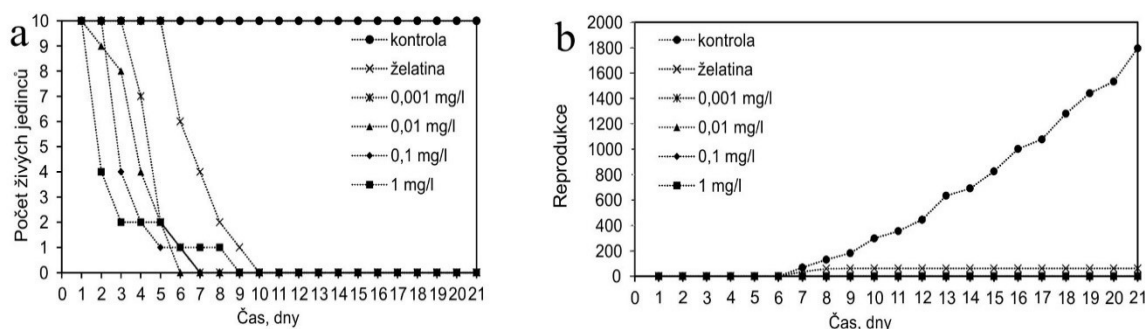 a
Počet živých jedinců
10
9
8
7
6
5
4
3
2
1
0
0 1 2 3 4 5 6 7 8 9 10 11 12 13 14 15 16 17 18 19 20 21
Čas, dny
kontrola
želatina
0,001 mg/l
0,01 mg/l
0,1 mg/l
1 mg/l
b
Reprodukce
2000
1800
1600
1400
1200
1000
800
600
400
200
0
0 1 2 3 4 5 6 7 8 9 10 11 12 13 14 15 16 17 18 19 20 21
Čas, dny
kontrola
želatina
0,001 mg/l
0,01 mg/l
0,1 mg/l
1 mg/l